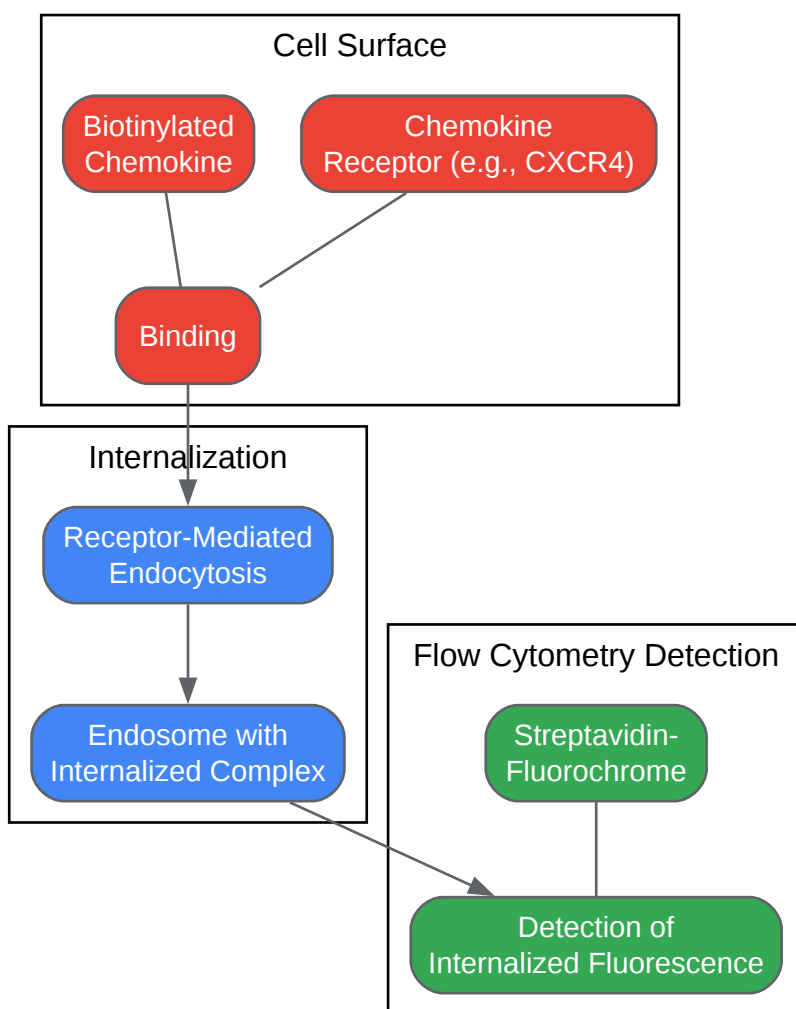 Cell Surface
Biotinylated
Chemokine
Chemokine
Receptor (e.g., CXCR4)
Binding
Internalization
Receptor-Mediated
Endocytosis
Endosome with
Internalized Complex
Flow Cytometry Detection
Streptavidin-
Fluorochrome
Detection of
Internalized Fluorescence